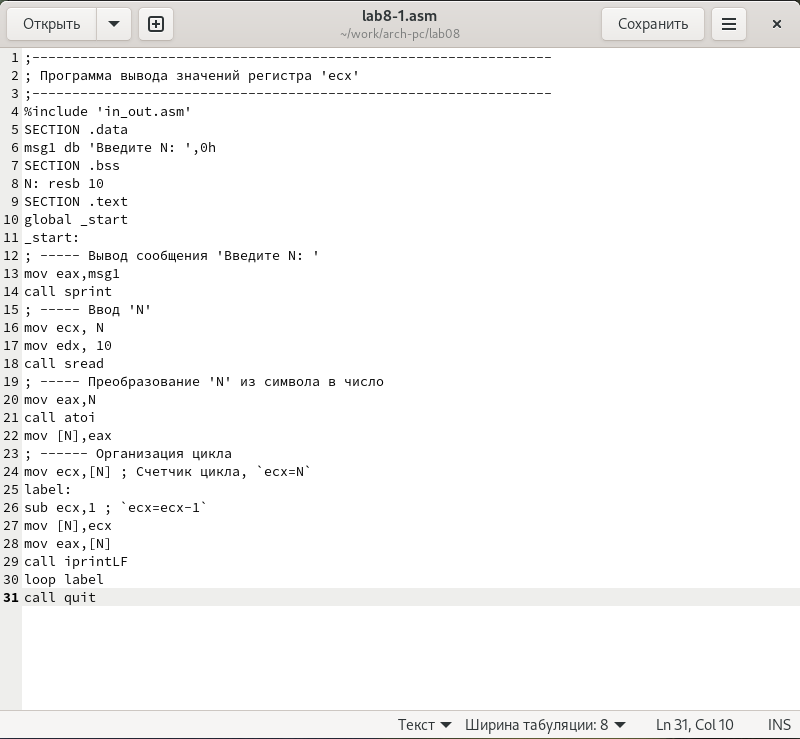 Открыть
lab8-1.asm
~/work/arch-pc/lab08
Сохранить
1 ;-----------------------------------------------------------------
2 ; Программа вывода значений регистра 'ecx'
3 ;-----------------------------------------------------------------
4 %include 'in_out.asm'
5 SECTION .data
6 msg1 db 'Введите N: ',0h
7 SECTION .bss
8 N: resb 10
9 SECTION .text
10 global _start
11 _start:
12 ; ----- Вывод сообщения 'Введите N: '
13 mov eax,msg1
14 call sprint
15 ; ----- Ввод 'N'
16 mov ecx, N
17 mov edx, 10
18 call sread
19 ; ----- Преобразование 'N' из символа в число
20 mov eax,N
21 call atoi
22 mov [N],eax
23 ; ------ Организация цикла
24 mov ecx,[N] ; Счетчик цикла, `ecx=N`
25 label:
26 sub ecx,1 ; `ecx=ecx-1`
27 mov [N],ecx
28 mov eax,[N]
29 call iprintLF
30 loop label
31 call quit
Текст Ширина табуляции: 8 Ln 31, Col 10 INS